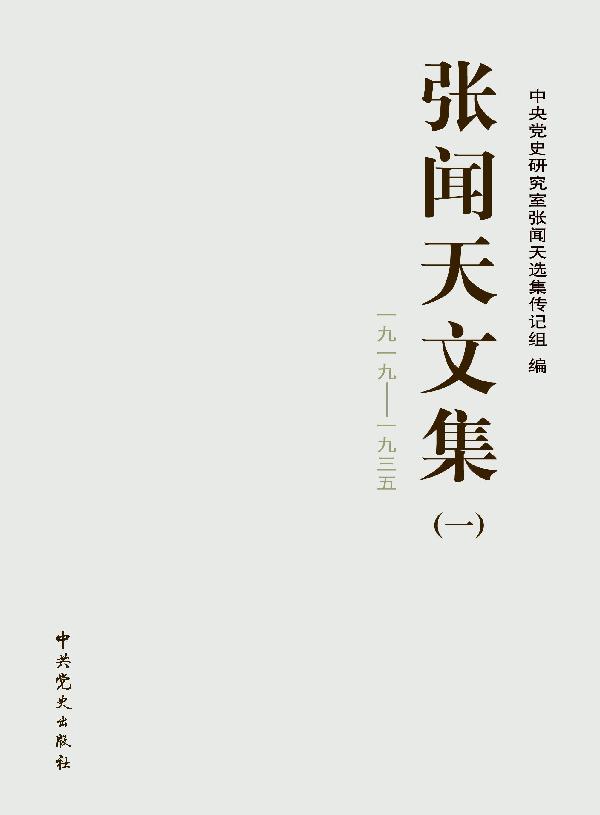 中央党史研究室张闻天选集传记组 编
张闻天文集
(一)
一九一九——一九三五
中共党史出版社